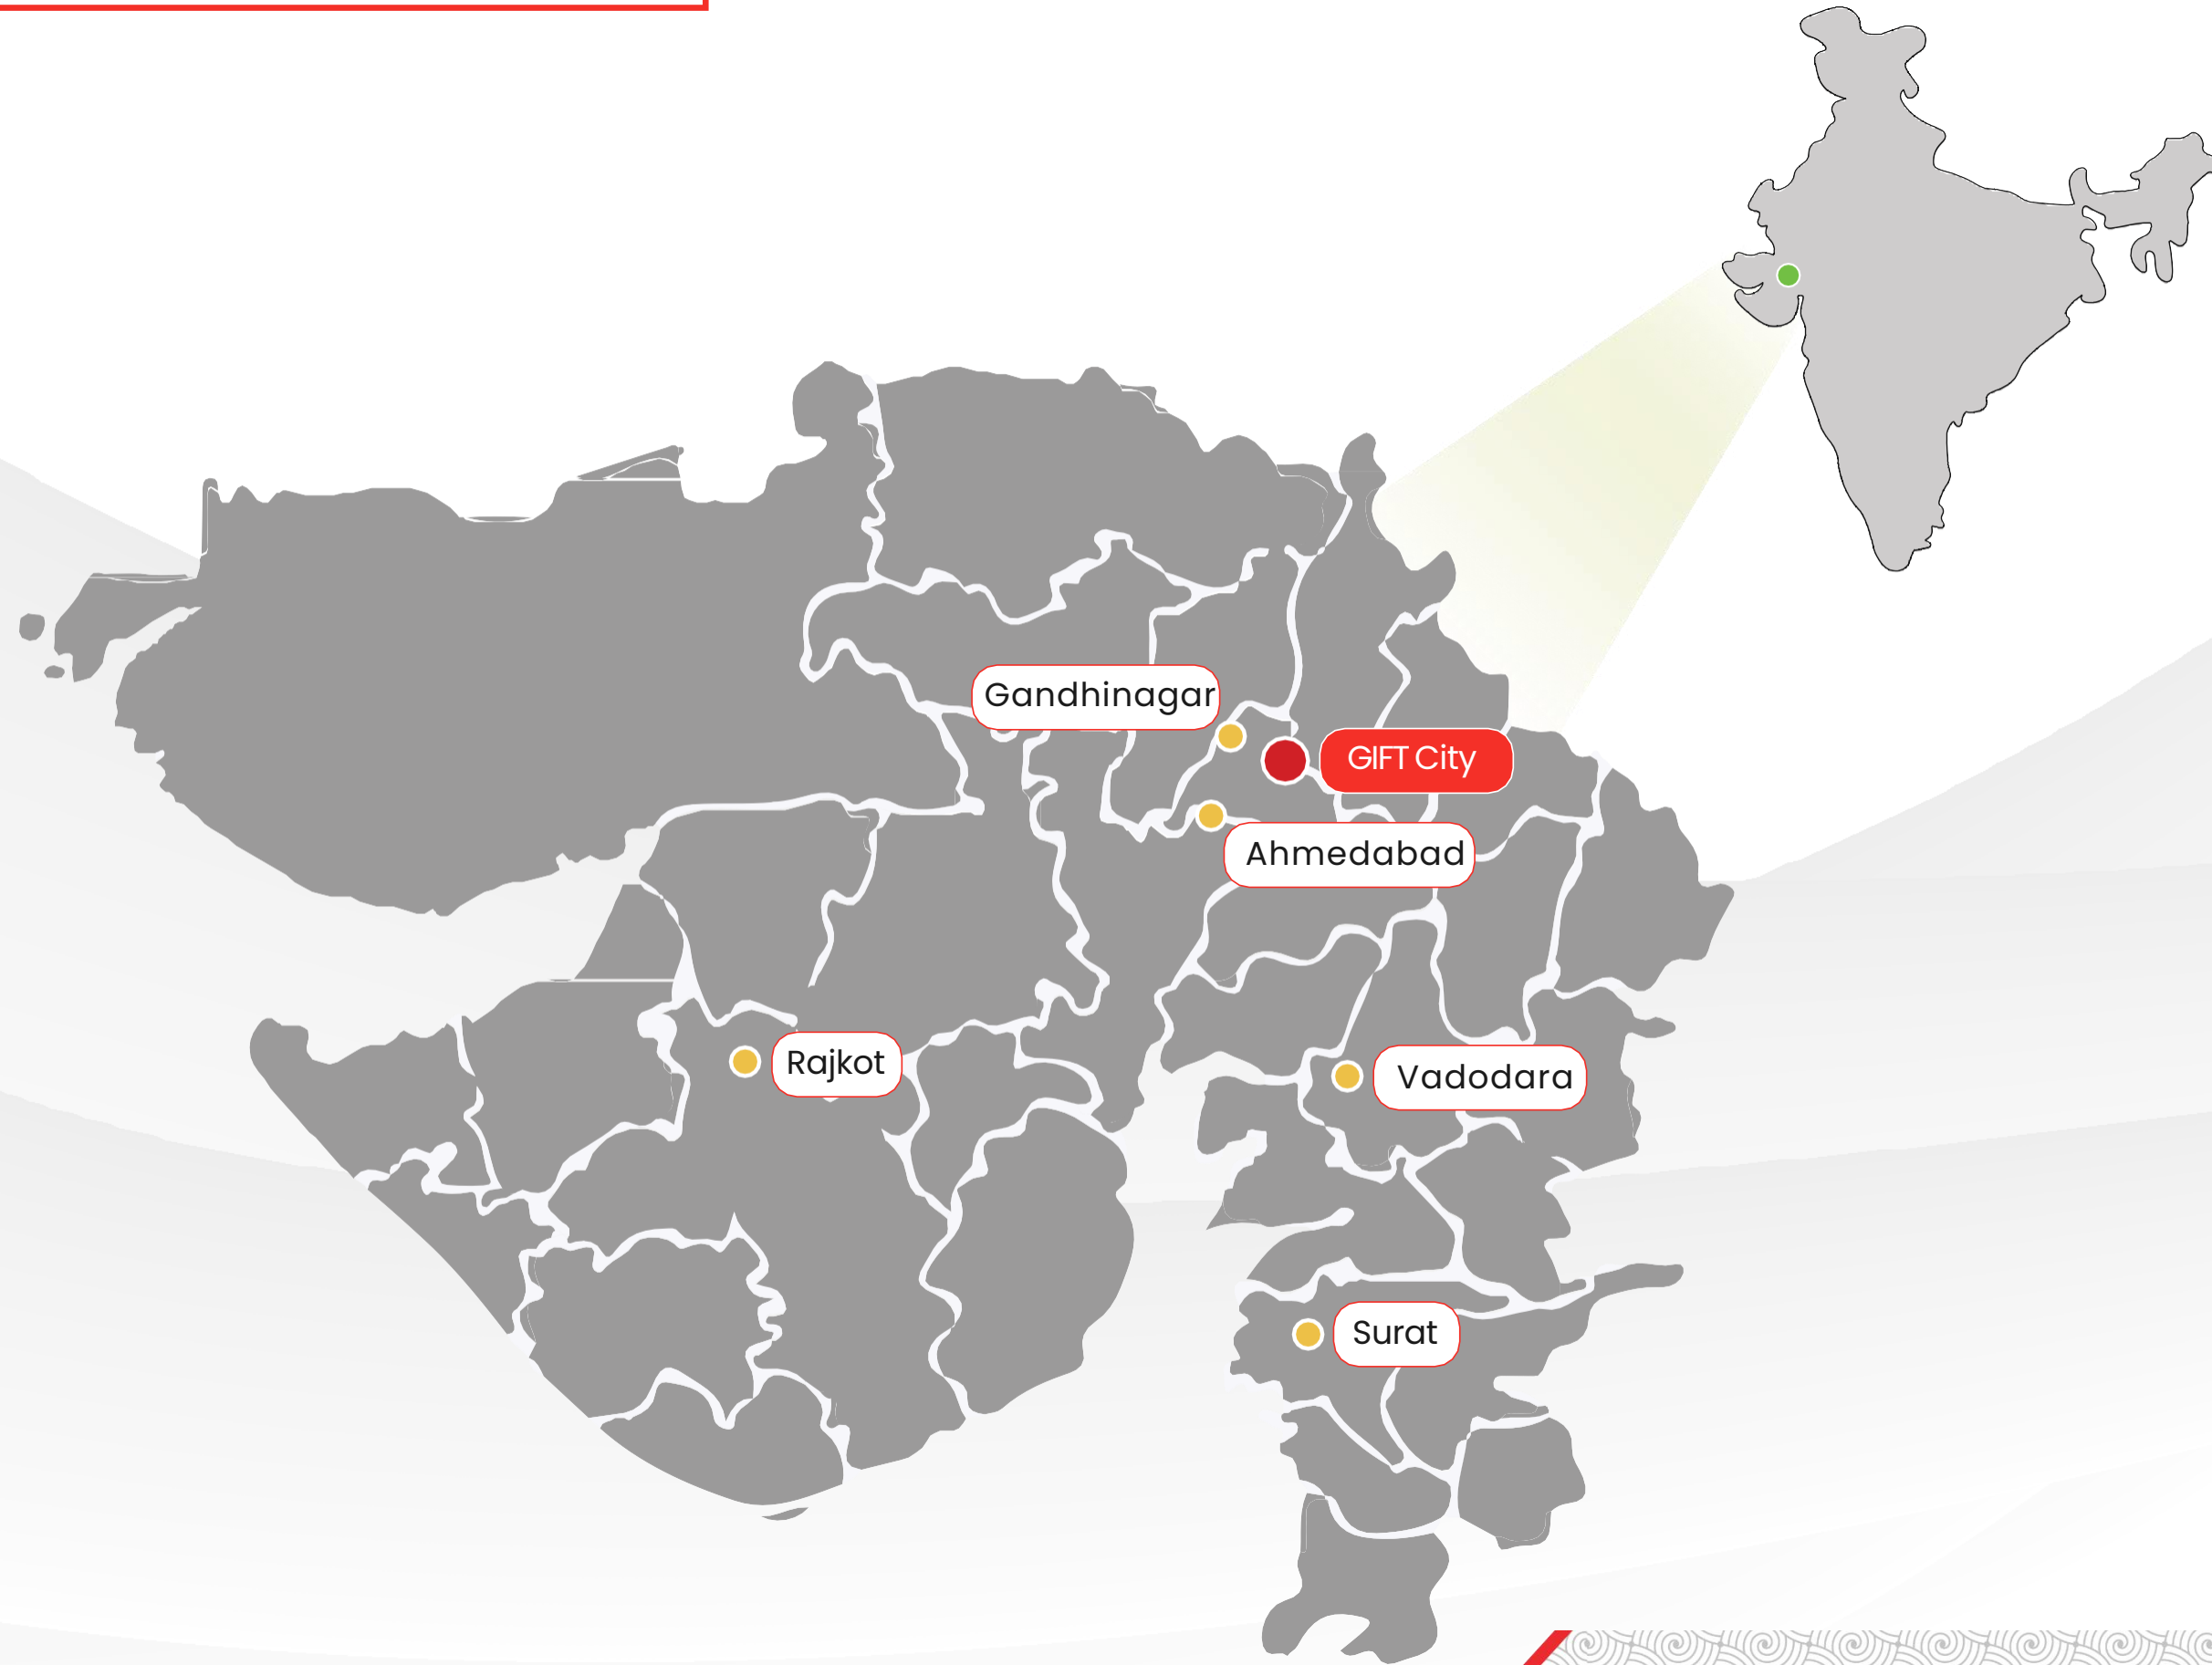 Gandhinagar
GIFT City
Ahmedabad
Rajkot
Vadodara
Surat